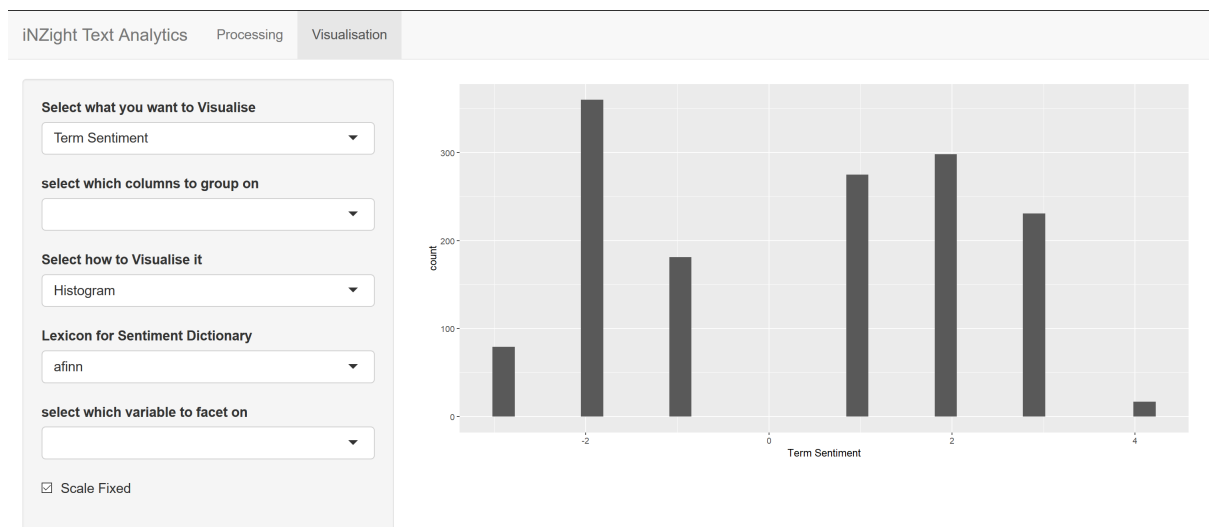 iNZight Text Analytics Processing Visualisation
Select what you want to Visualise
Term Sentiment
select which columns to group on
Select how to Visualise it
Histogram
Lexicon for Sentiment Dictionary
afinn
select which variable to facet on
Scale Fixed
300
200
100
0
count
-2 0 2 4
Term Sentiment